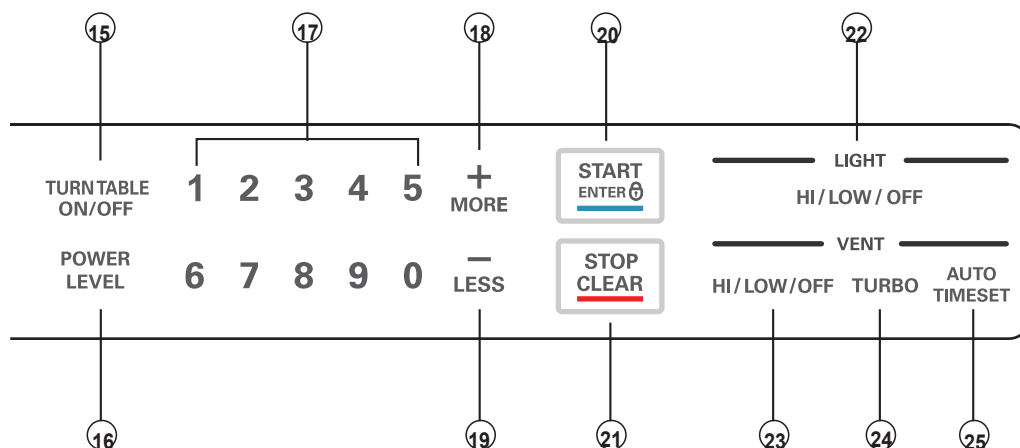 15 17 18 20 22
LIGHT
TURNTABLE
ON/OFF
1 2 3 4 5
+
MORE
START
ENTER
HI / LOW / OFF
VENT
POWER
LEVEL
6 7 8 9 0
−
LESS
STOP
CLEAR
HI / LOW / OFF
TURBO
AUTO
TIMESET
16 19 21 23 24 25